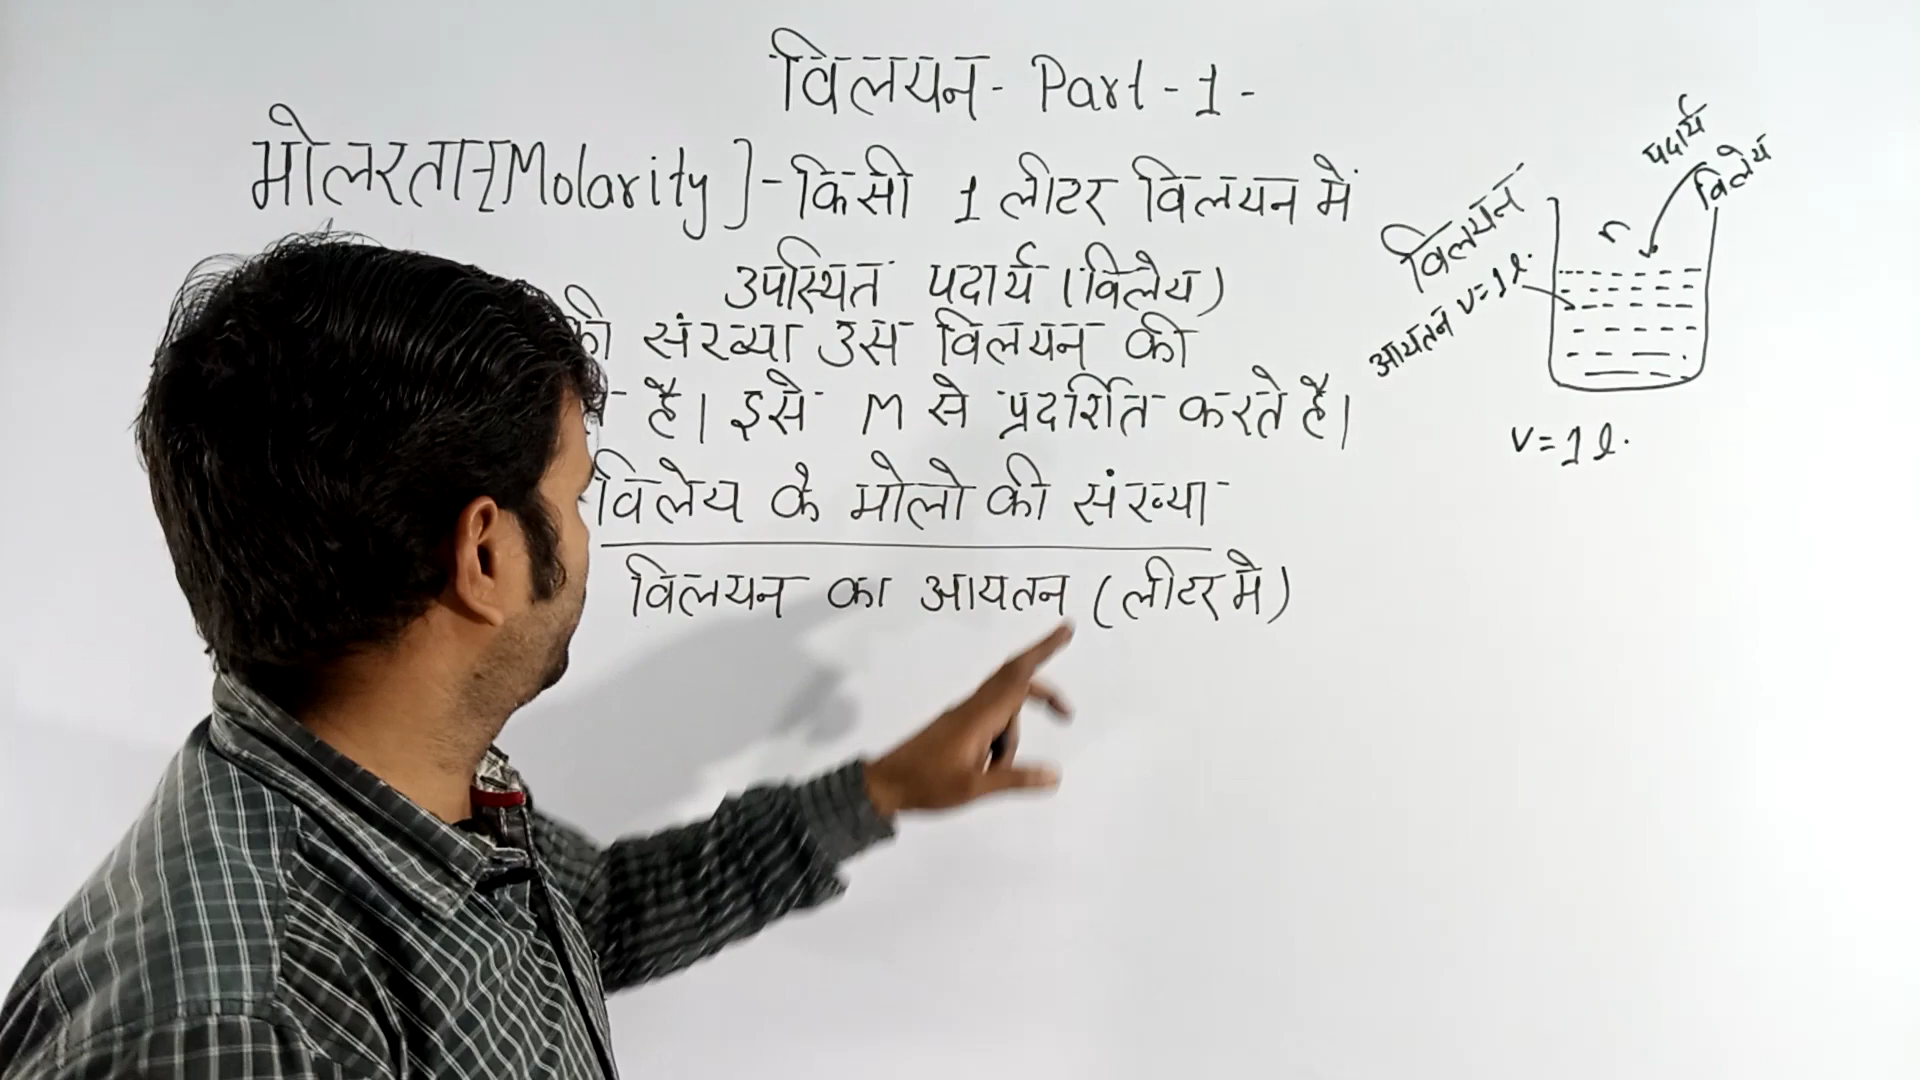 विलयन - Part - 1 -
मोलरता-[Molarity] - किसी 1 लीटर विलयन में
उपस्थित पदार्थ (विलेय)
की संख्या उस विलयन की
है। इसे M से प्रदर्शित करते है।
विलेय के मोलो की संख्या
विलयन का आयतन (लीटर मे)
पदार्थ
विलेय
विलयन
n
आयतन v=1l.
v=1l.